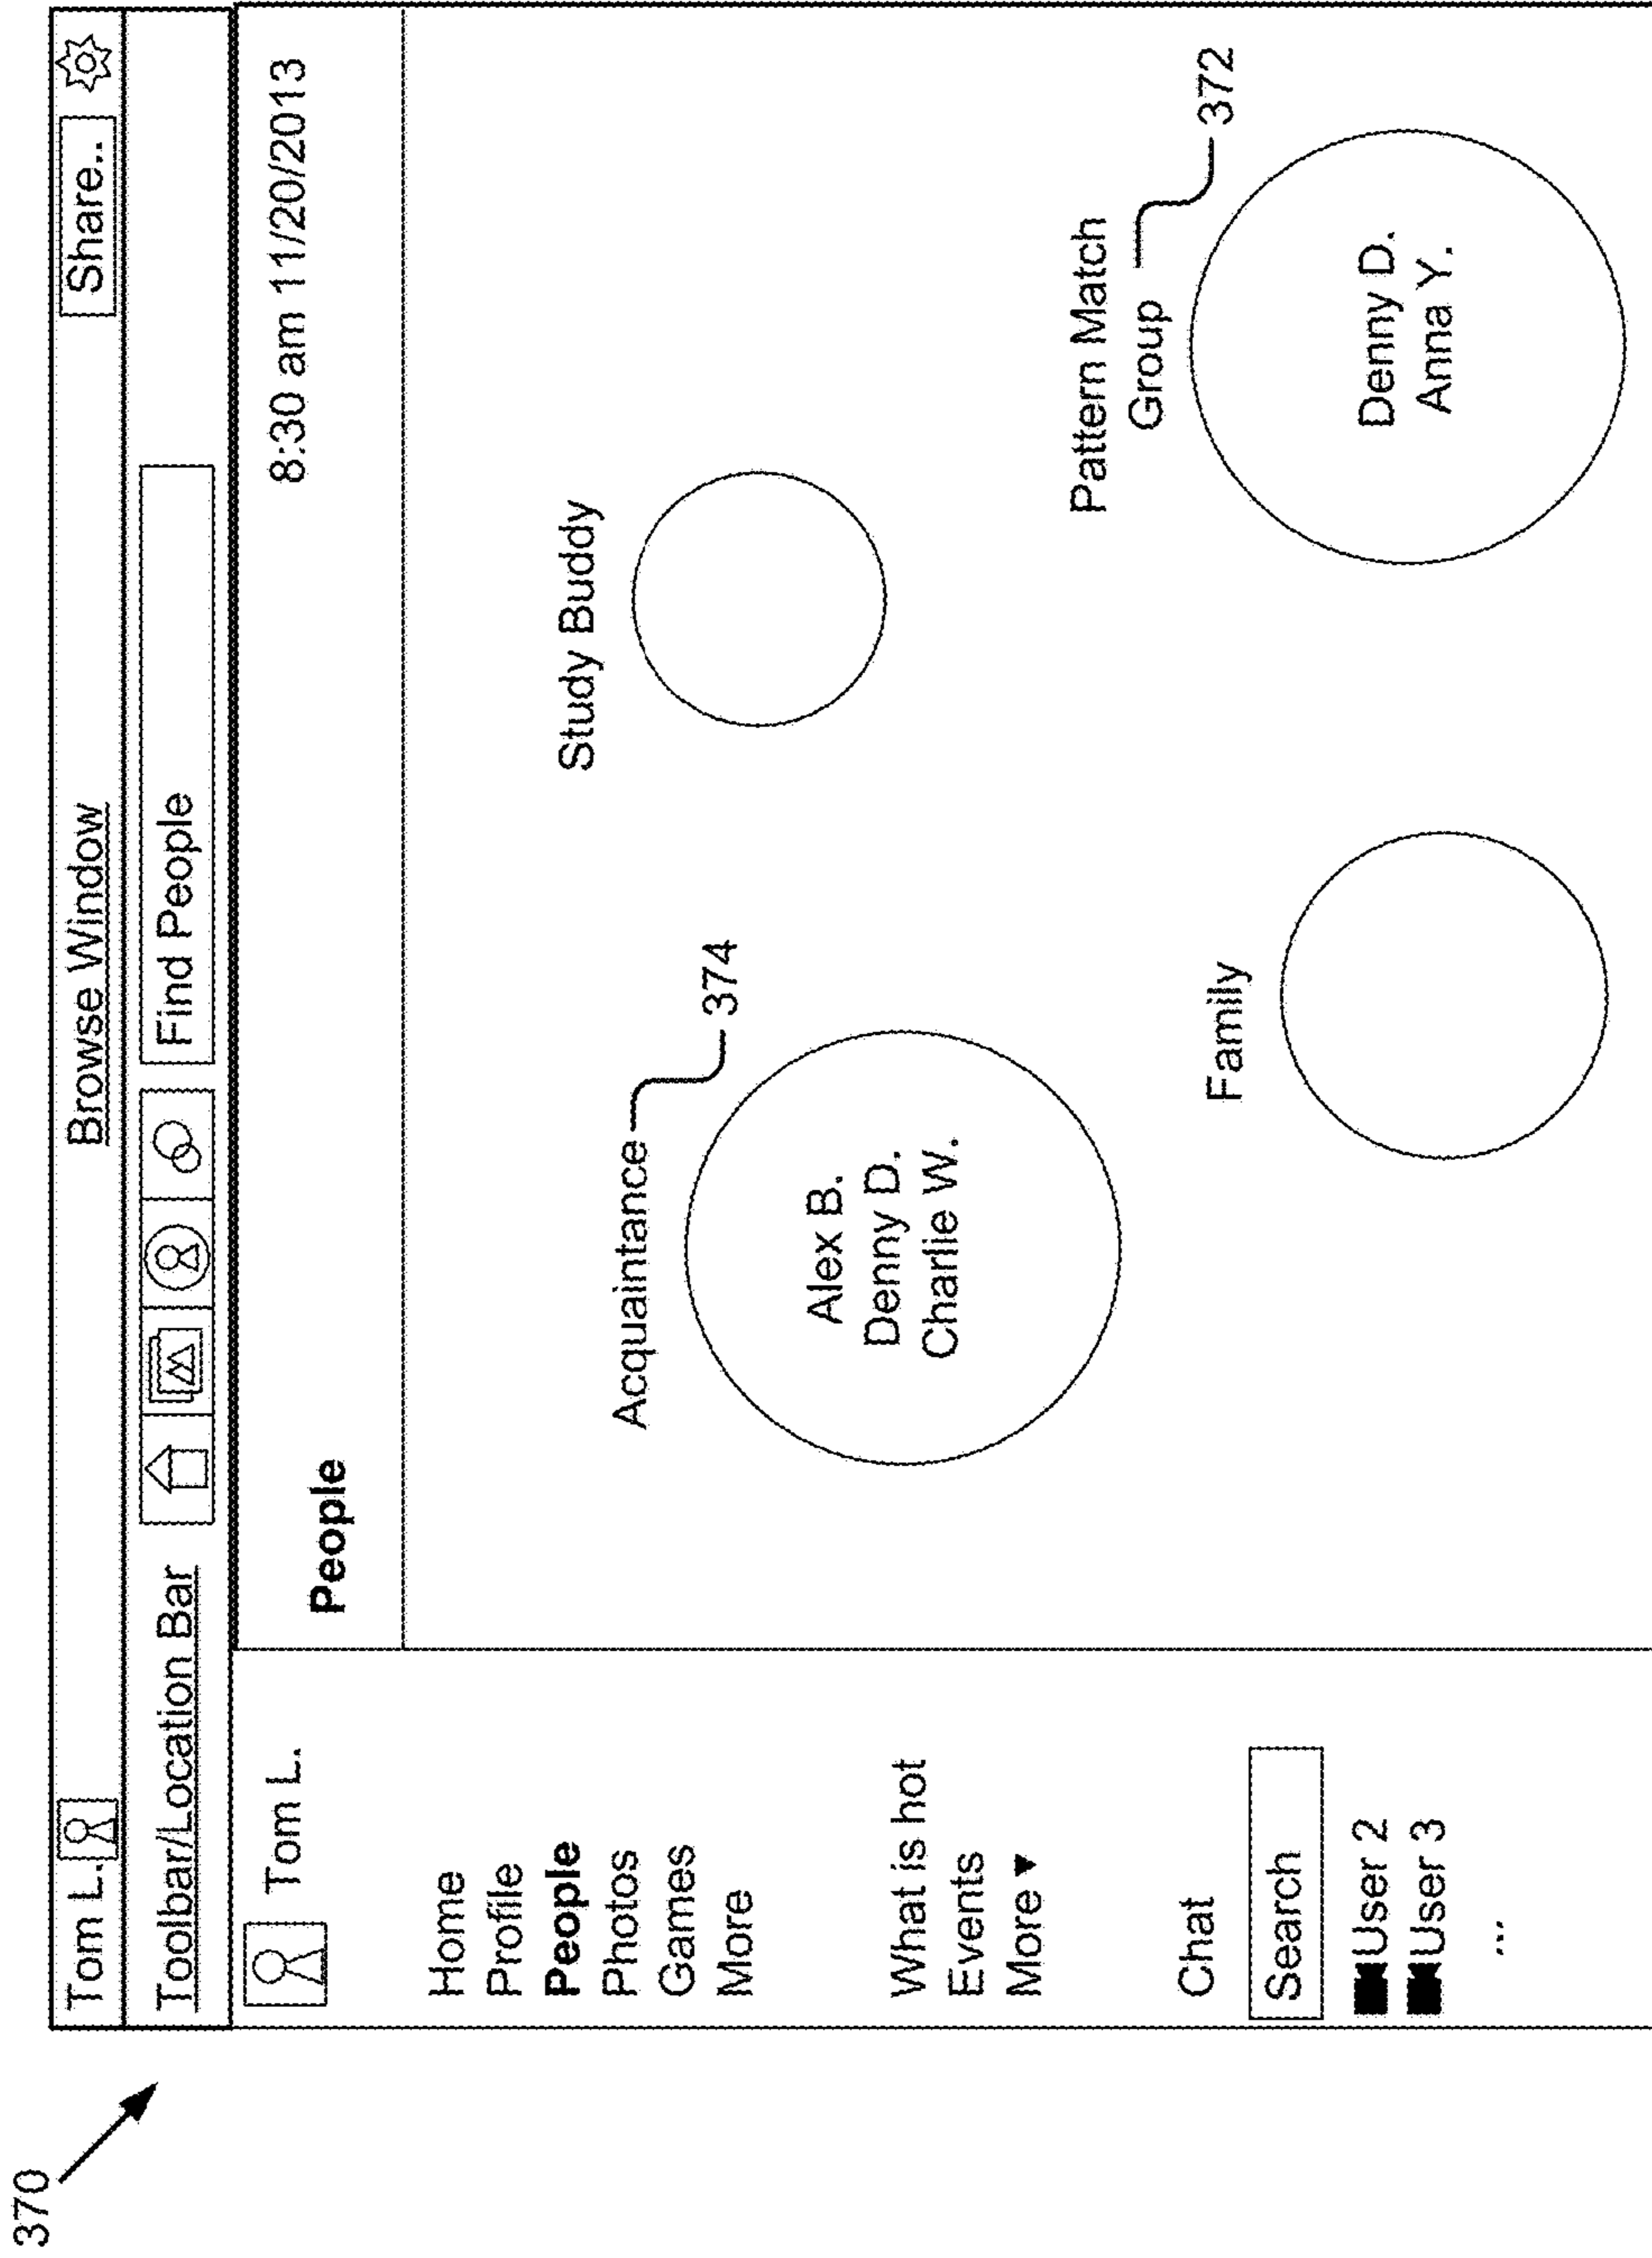 370
Tom L.
Browse Window
Share..
Toolbar/Location Bar
Find People
Tom L.
Home
Profile
People
Photos
Games
More
What is hot
Events
More ▾
Chat
Search
User 2
User 3
...
8:30 am 11/20/2013
People
Acquaintance
374
Alex B.
Denny D.
Charlie W.
Study Buddy
Family
Pattern Match
Group
372
Denny D.
Anna Y.